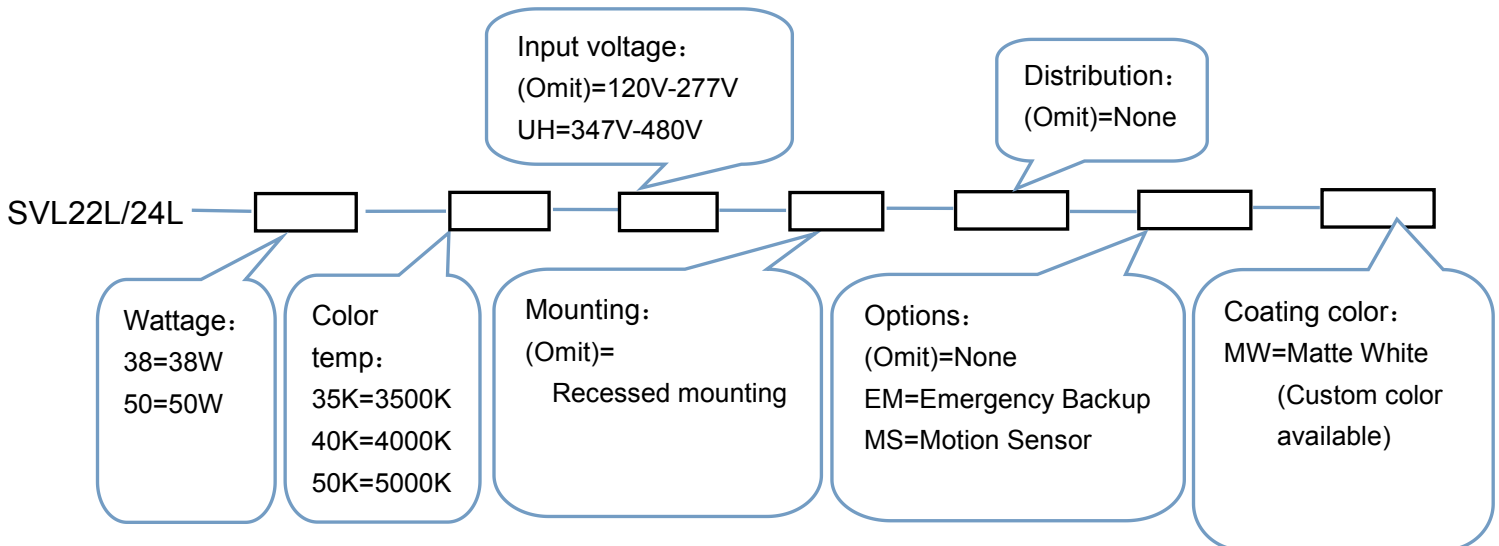 Input voltage：
(Omit)=120V-277V
UH=347V-480V
Distribution：
(Omit)=None
SVL22L/24L
Wattage：
38=38W
50=50W
Color
temp：
35K=3500K
40K=4000K
50K=5000K
Mounting：
(Omit)=
Recessed mounting
Options：
(Omit)=None
EM=Emergency Backup
MS=Motion Sensor
Coating color：
MW=Matte White
(Custom color
available)